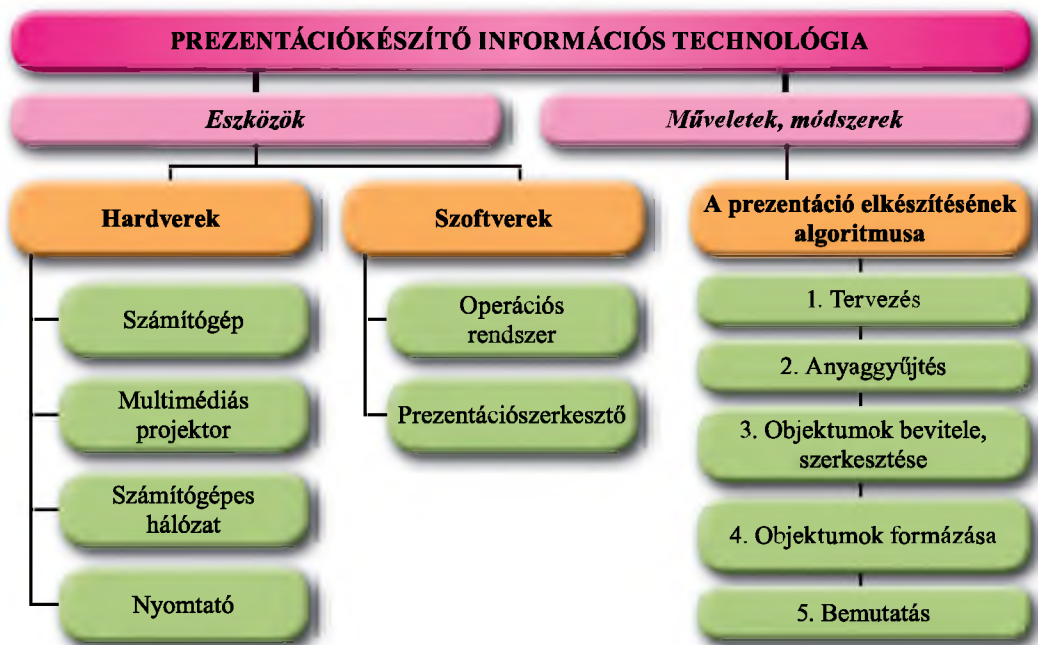 PREZENTÁCIÓKÉSZÍTŐ INFORMÁCIÓS TECHNOLÓGIA
Eszközök
Műveletek, módszerek
Hardverek
Számítógép
Multimédiás
projektor
Számítógépes
hálózat
Nyomtató
Szoftverek
Operációs
rendszer
Prezentációszerkesztő
A prezentáció elkészítésének
algoritmusa
1. Tervezés
2. Anyaggyűjtés
3. Objektumok bevitele,
szerkesztése
4. Objektumok formázása
5. Bemutatás